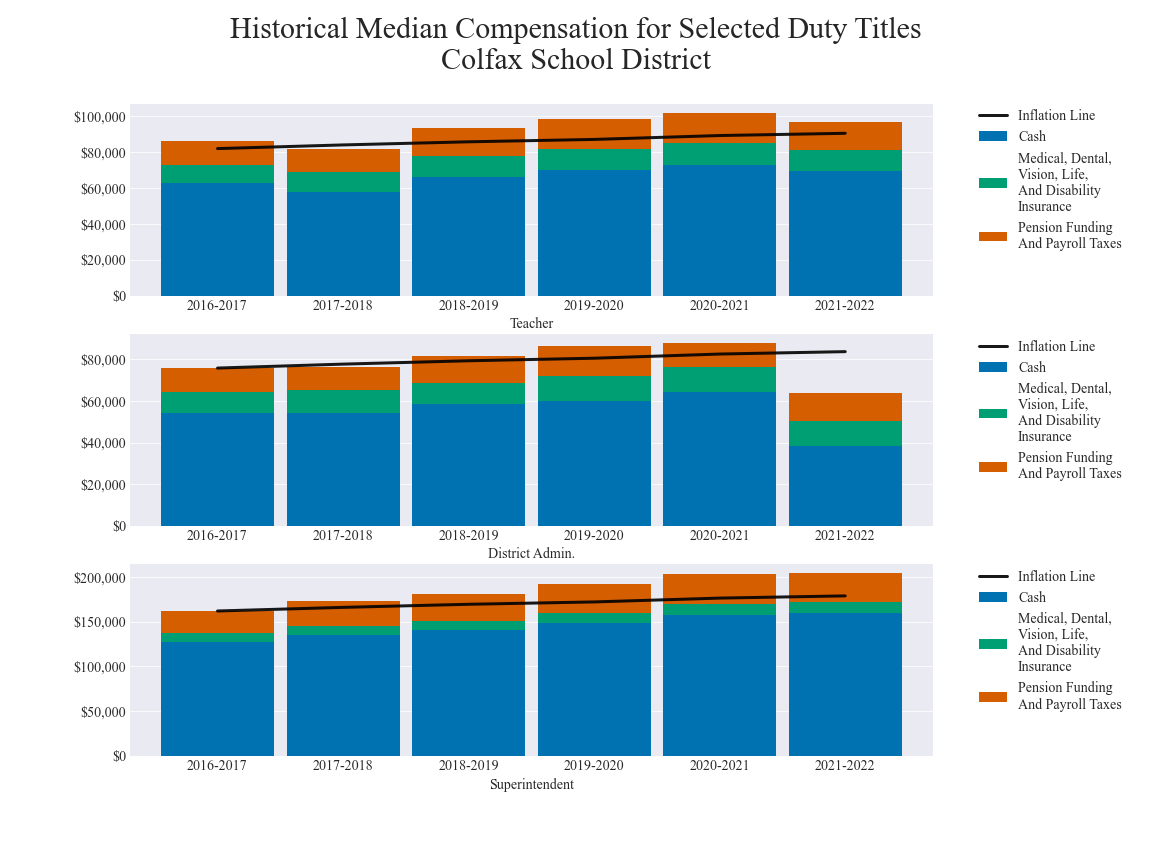 Historical Median Compensation for Selected Duty Titles
Colfax School District
$100,000
$80,000
$60,000
$40,000
$20,000
$0
2016-2017 2017-2018 2018-2019 2019-2020 2020-2021 2021-2022
Teacher
Inflation Line
Cash
Medical, Dental,
Vision, Life,
And Disability
Insurance
Pension Funding
And Payroll Taxes
$80,000
$60,000
$40,000
$20,000
$0
2016-2017 2017-2018 2018-2019 2019-2020 2020-2021 2021-2022
District Admin.
Inflation Line
Cash
Medical, Dental,
Vision, Life,
And Disability
Insurance
Pension Funding
And Payroll Taxes
$200,000
$150,000
$100,000
$50,000
$0
2016-2017 2017-2018 2018-2019 2019-2020 2020-2021 2021-2022
Superintendent
Inflation Line
Cash
Medical, Dental,
Vision, Life,
And Disability
Insurance
Pension Funding
And Payroll Taxes